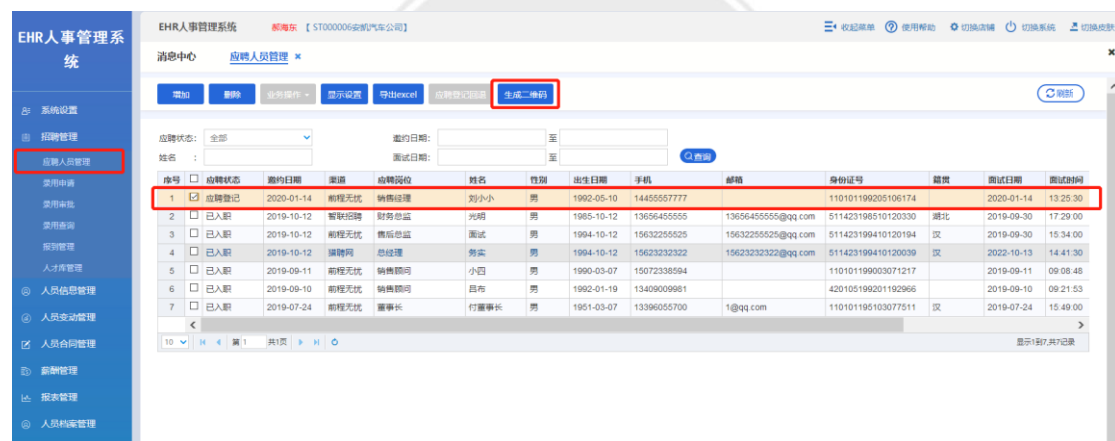 EHR人事管理系统
系统设置
招聘管理
应聘人员管理
录用申请
录用审批
录用查询
报到管理
人才库管理
人员信息管理
人员变动管理
人员合同管理
薪酬管理
报表管理
人员档案管理
EHR人事管理系统 郝海东 【 ST000006安凯汽车公司】 收起菜单 使用帮助 切换店铺 切换系统 切换皮肤
消息中心 应聘人员管理 × ×
增加 删除 业务操作 显示设置 导出excel 应聘登记回退 生成二维码 刷新
应聘状态: 全部 邀约日期: 至
姓名 : 面试日期: 至 查询
序号 应聘状态 邀约日期 渠道 应聘岗位 姓名 性别 出生日期 手机 邮箱 身份证号 籍贯 面试日期 面试时间
1 应聘登记 2020-01-14 前程无忧 销售经理 刘小小 男 1992-05-10 14455557777 110101199205106174 2020-01-14 13:25:30
2 已入职 2019-10-12 智联招聘 财务总监 光明 男 1985-10-12 13656455555 13656455555@qq.com 511423198510120330 湖北 2019-09-30 17:29:00
3 已入职 2019-10-12 前程无忧 售后总监 面试 男 1994-10-12 15632255525 15632255525@qq.com 511423199410120194 汉 2019-09-30 15:34:00
4 已入职 2019-10-12 猎聘网 总经理 务实 男 1994-10-12 15623232322 15623232322@qq.com 511423199410120039 汉 2022-10-13 14:41:30
5 已入职 2019-09-11 前程无忧 销售顾问 小四 男 1990-03-07 15072338594 110101199003071217 2019-09-11 09:08:48
6 已入职 2019-09-10 前程无忧 销售顾问 吕布 男 1992-01-19 13409009981 420105199201192966 2019-09-10 09:21:53
7 已入职 2019-07-24 前程无忧 董事长 付董事长 男 1951-03-07 13396055700 1@qq.com 110101195103077511 汉 2019-07-24 15:49:00
10 第 1 共1页 显示1到7,共7记录